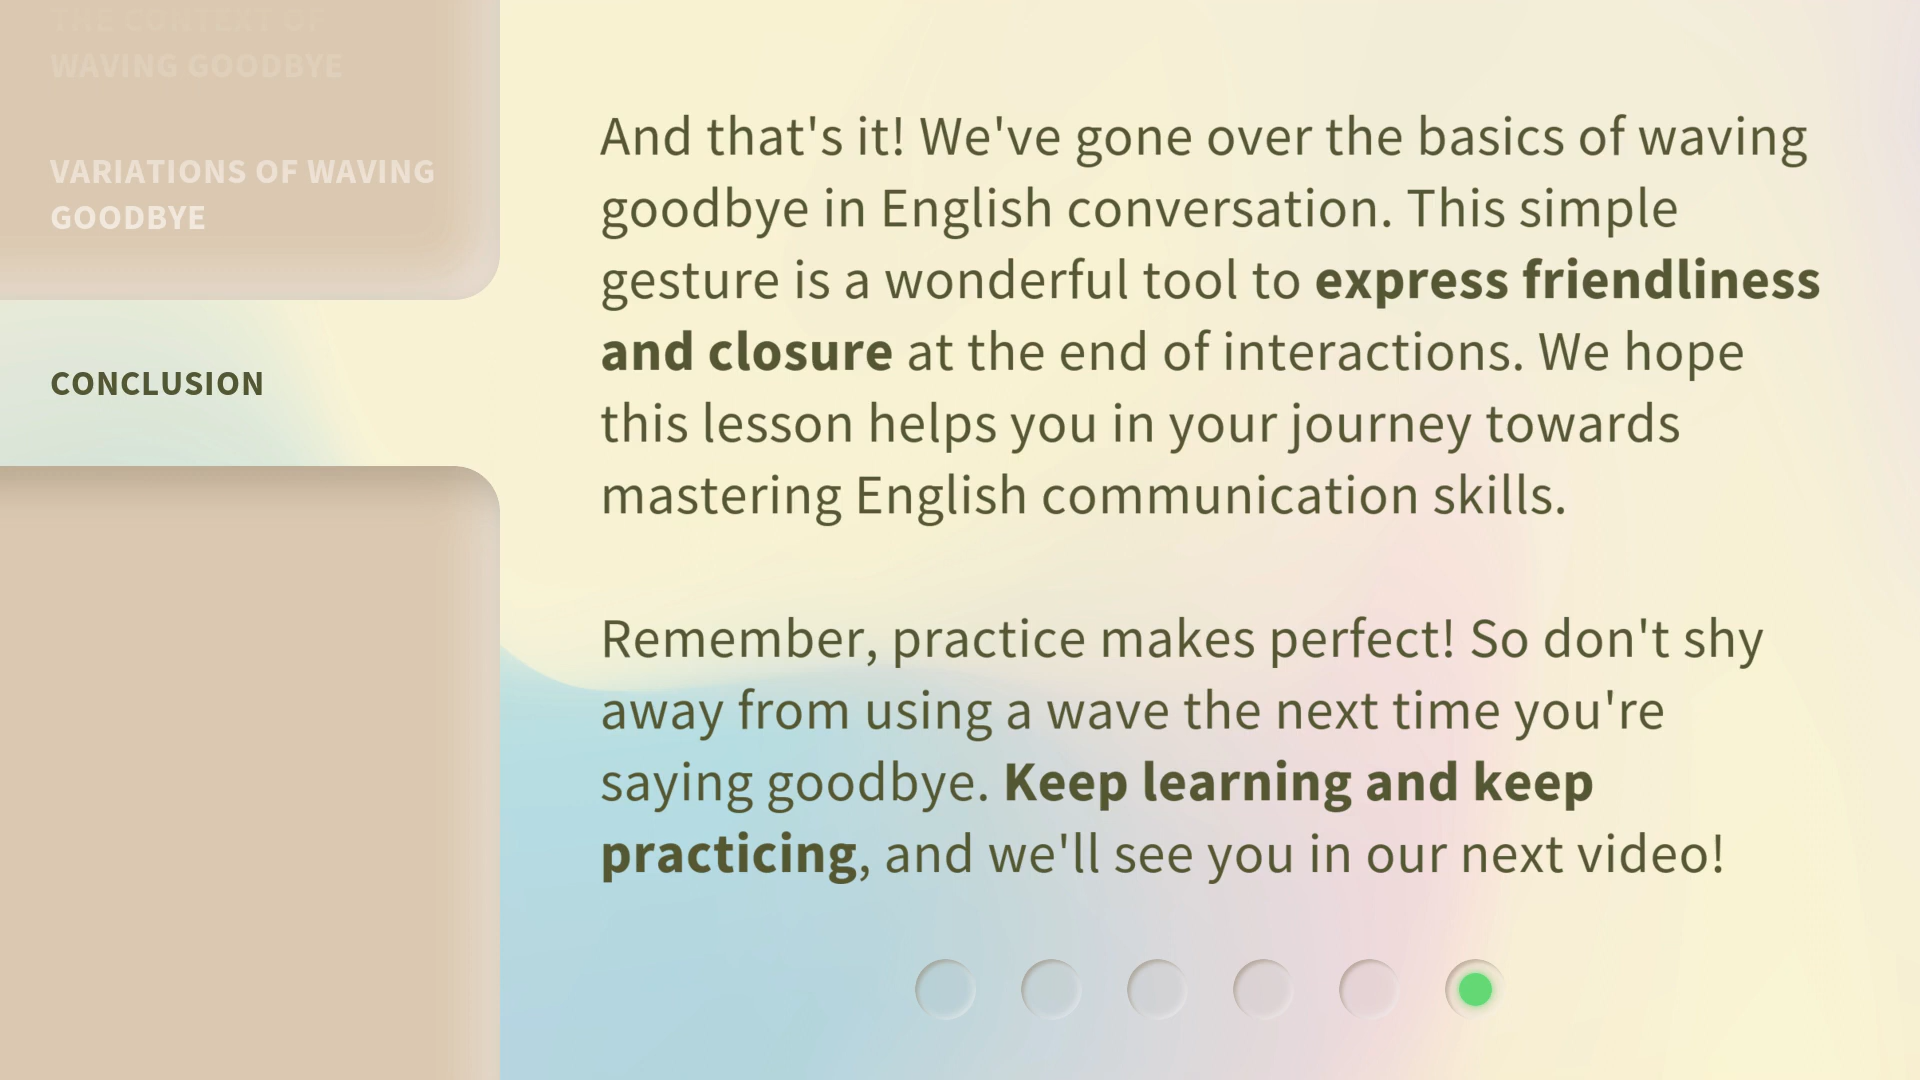 THE CONTEXT OF
WAVING GOODBYE
VARIATIONS OF WAVING
GOODBYE
CONCLUSION
And that's it! We've gone over the basics of waving
goodbye in English conversation. This simple
gesture is a wonderful tool to express friendliness
and closure at the end of interactions. We hope
this lesson helps you in your journey towards
mastering English communication skills.
Remember, practice makes perfect! So don't shy
away from using a wave the next time you're
saying goodbye. Keep learning and keep
practicing, and we'll see you in our next video!